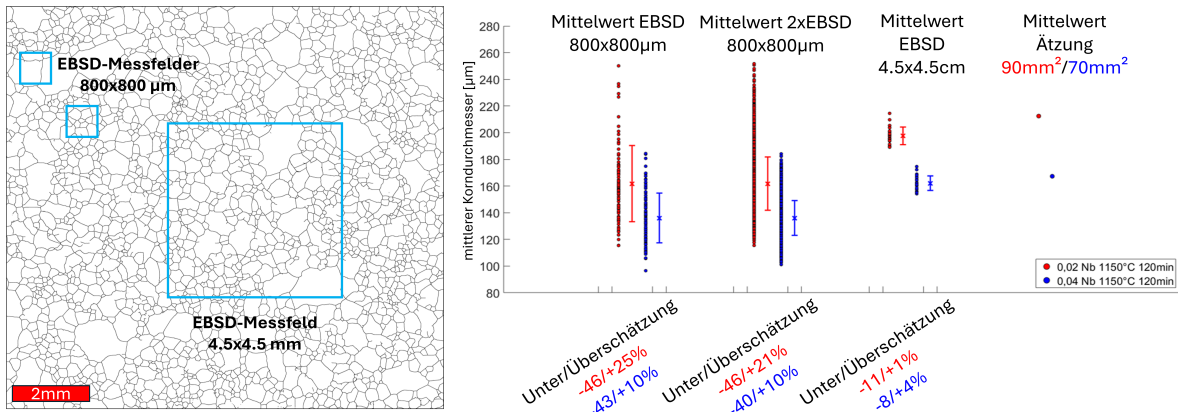 EBSD-Messfelder
800x800 µm
EBSD-Messfeld
4.5x4.5 mm
2mm
Mittelwert EBSD
800x800µm
Mittelwert 2xEBSD
800x800µm
Mittelwert
EBSD
4.5x4.5cm
Mittelwert
Ätzung
90mm²/70mm²
mittlerer Korndurchmesser [µm]
280
260
240
220
200
180
160
140
120
100
80
0,02 Nb 1150°C 120min
0,04 Nb 1150°C 120min
Unter/Überschätzung
-46/+25%
-43/+10%
Unter/Überschätzung
-46/+21%
-40/+10%
Unter/Überschätzung
-11/+1%
-8/+4%